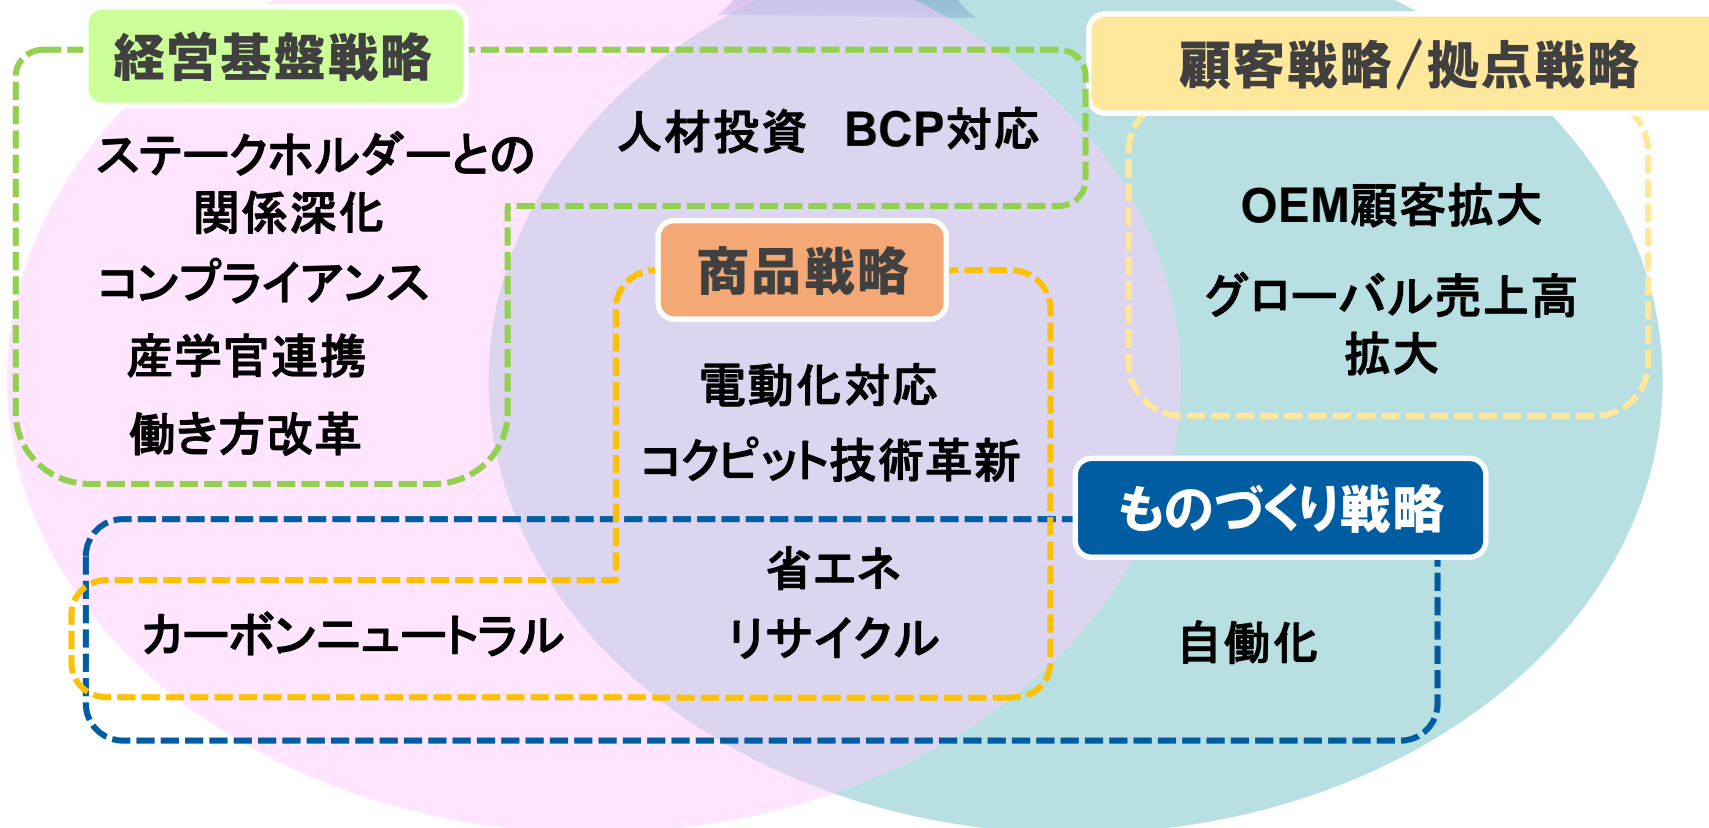 経営基盤戦略
ステークホルダーとの
関係深化
コンプライアンス
産学官連携
働き方改革
人材投資　BCP対応
顧客戦略/拠点戦略
OEM顧客拡大
グローバル売上高
拡大
商品戦略
電動化対応
コクピット技術革新
ものづくり戦略
省エネ
カーボンニュートラル
リサイクル
自働化